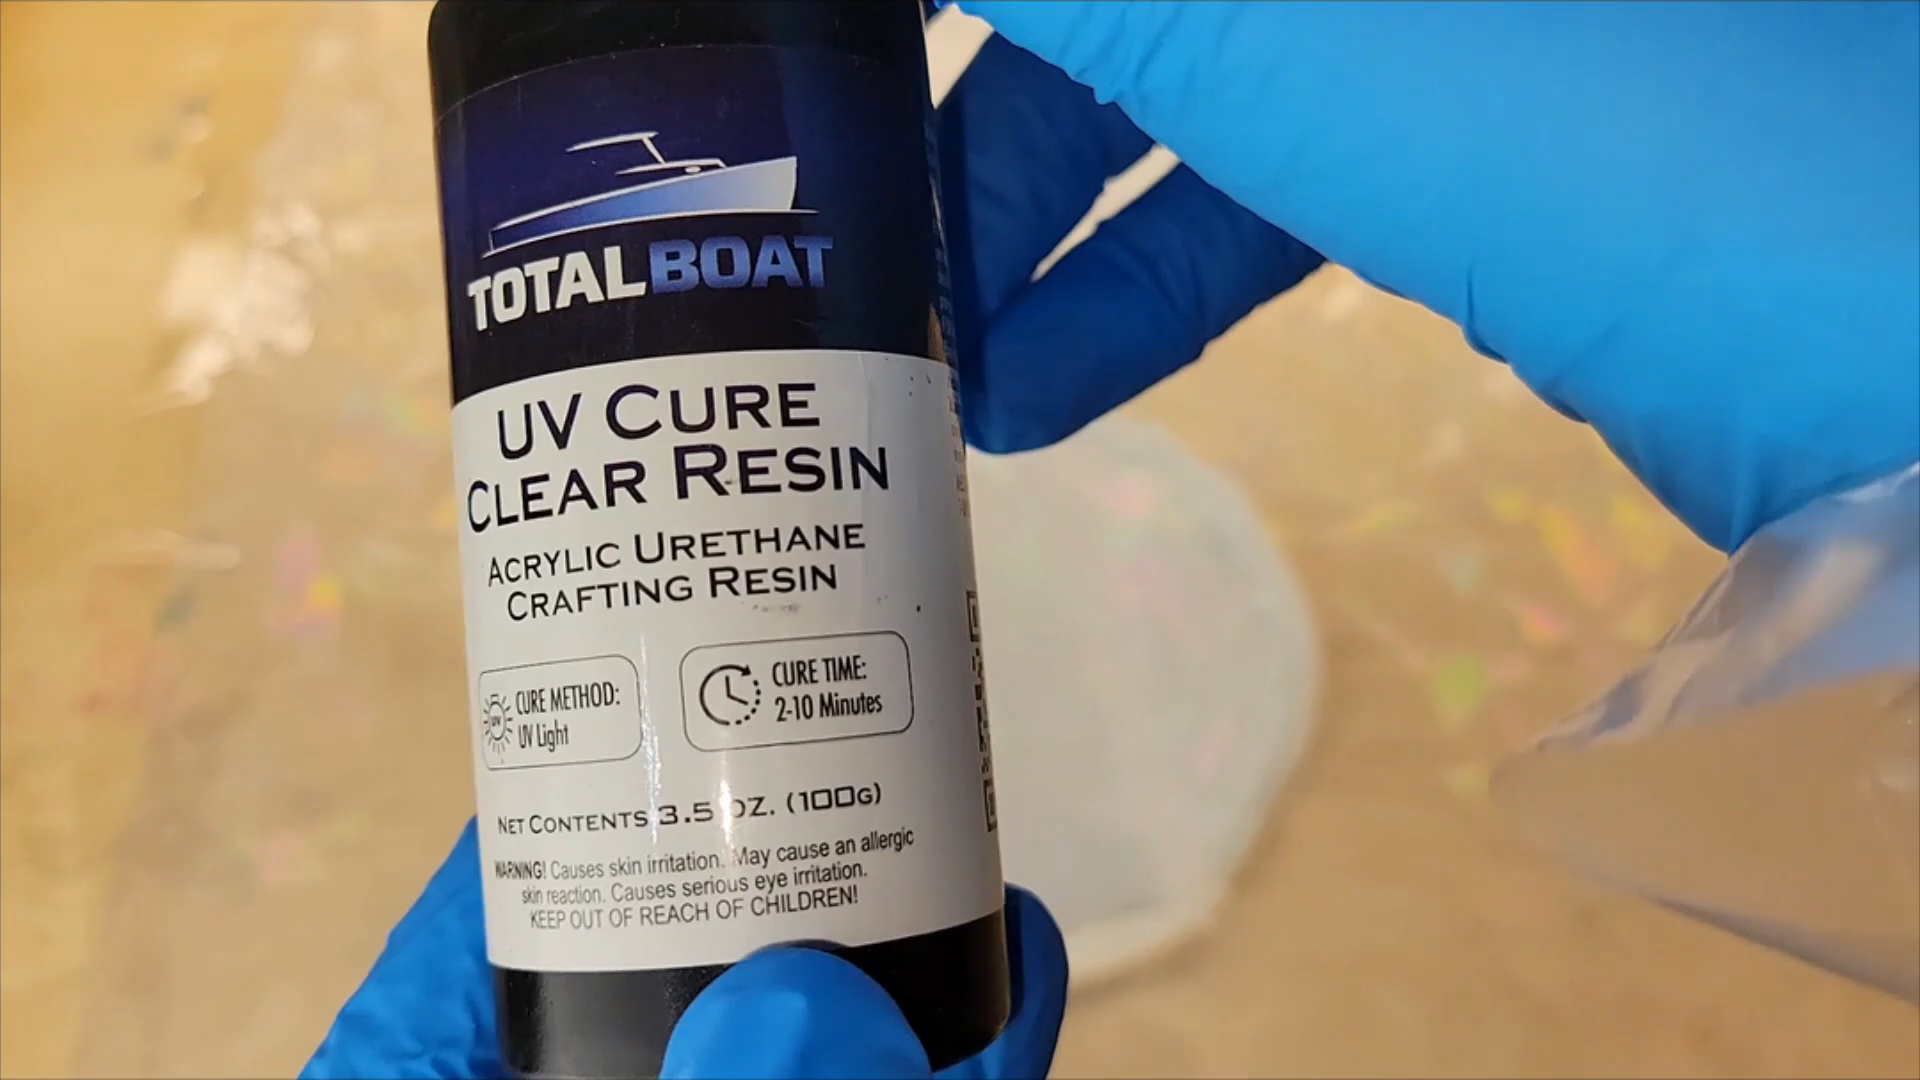 TOTALBOAT
UV CURE
CLEAR RESIN
ACRYLIC URETHANE
CRAFTING RESIN
CURE METHOD:
UV
UV Light
CURE TIME:
2-10 Minutes
NET CONTENTS 3.5 OZ. (100G)
WARNING! Causes skin irritation. May cause an allergic
skin reaction. Causes serious eye irritation.
KEEP OUT OF REACH OF CHILDREN!